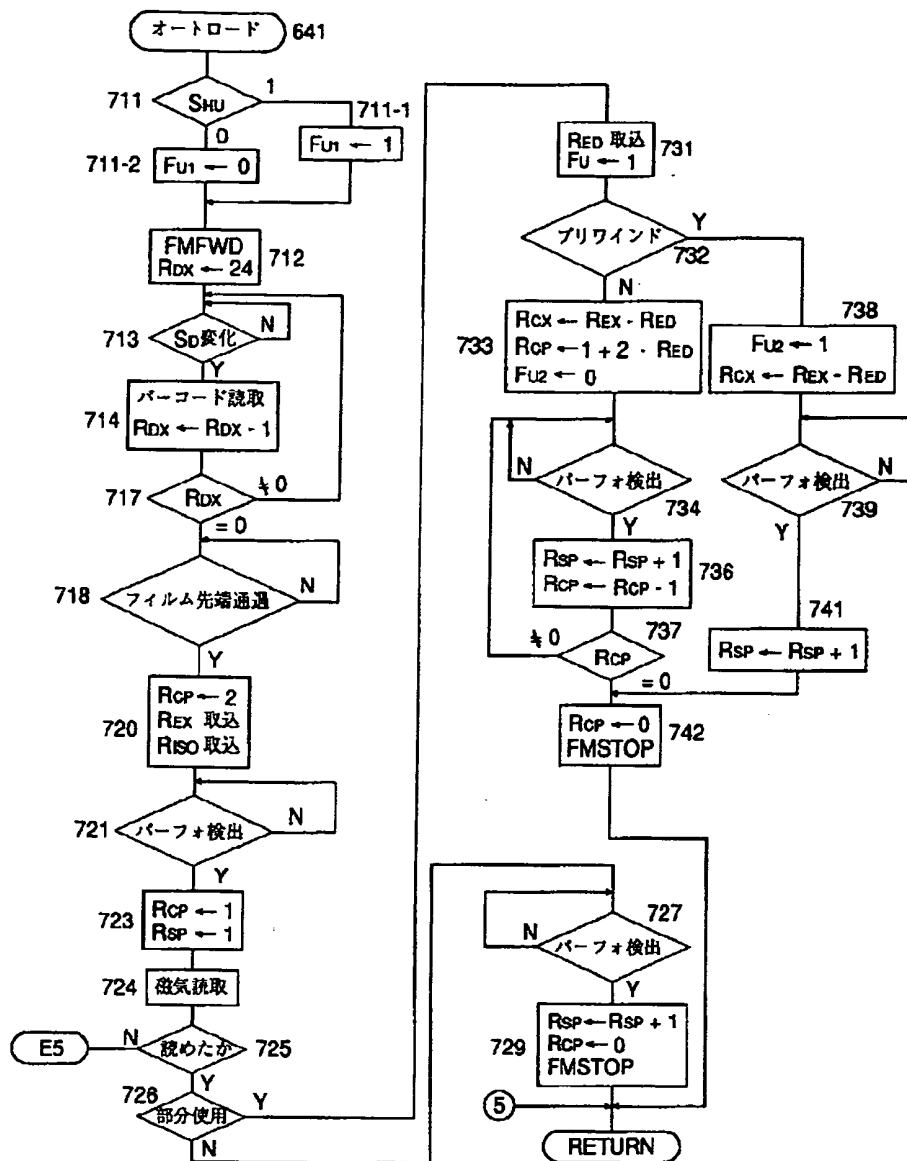 オートロード
641
711
SHU
1
0
711-1
FU1 ← 1
711-2
FU1 ← 0
FMFWD
RDX ← 24
712
713
SD変化
N
Y
714
バーコード読取
RDX ← RDX - 1
717
RDX
≠0
= 0
718
フィルム先端通過
N
Y
720
RCP ← 2
REX 取込
RISO 取込
721
パーフォ検出
N
Y
723
RCP ← 1
RSP ← 1
724
磁気読取
E5
N
読めたか
725
Y
726
部分使用
Y
N
RED 取込
FU ← 1
731
プリワインド
Y
732
N
733
RCX ← REX - RED
RCP ← 1 + 2 · RED
FU2 ← 0
738
FU2 ← 1
RCX ← REX - RED
N
パーフォ検出
734
Y
パーフォ検出
N
739
Y
RSP ← RSP + 1
RCP ← RCP - 1
736
741
RSP ← RSP + 1
737
≠0
RCP
= 0
RCP ← 0
FMSTOP
742
727
N
パーフォ検出
Y
729
RSP ← RSP + 1
RCP ← 0
FMSTOP
5
RETURN